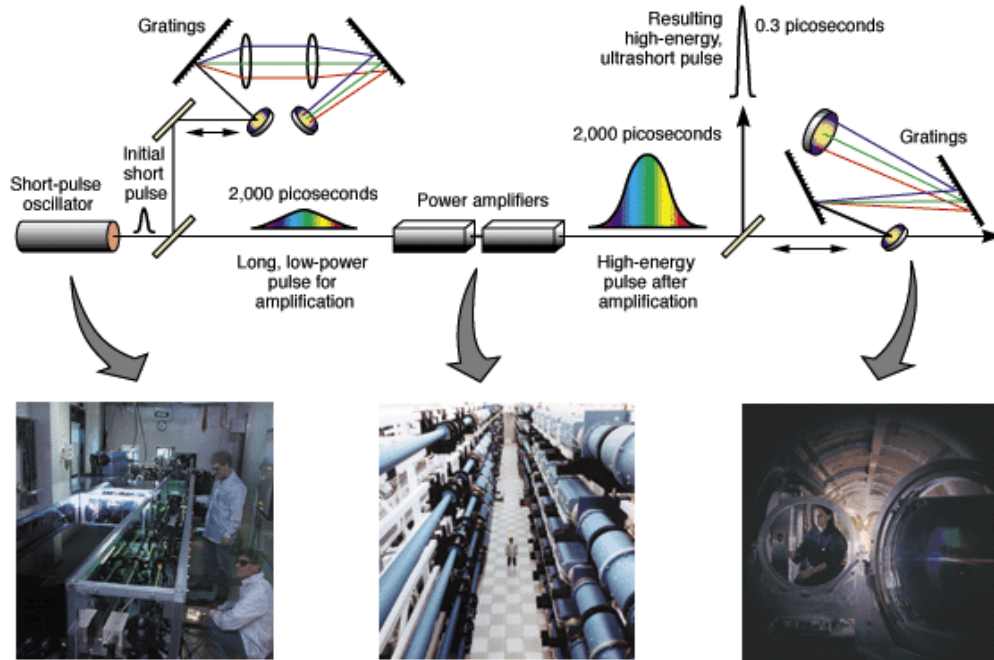 Gratings
Resulting
high-energy,
ultrashort pulse
0.3 picoseconds
Initial
short
pulse
Short-pulse
oscillator
2,000 picoseconds
Power amplifiers
2,000 picoseconds
Gratings
Long, low-power
pulse for
amplification
High-energy
pulse after
amplification